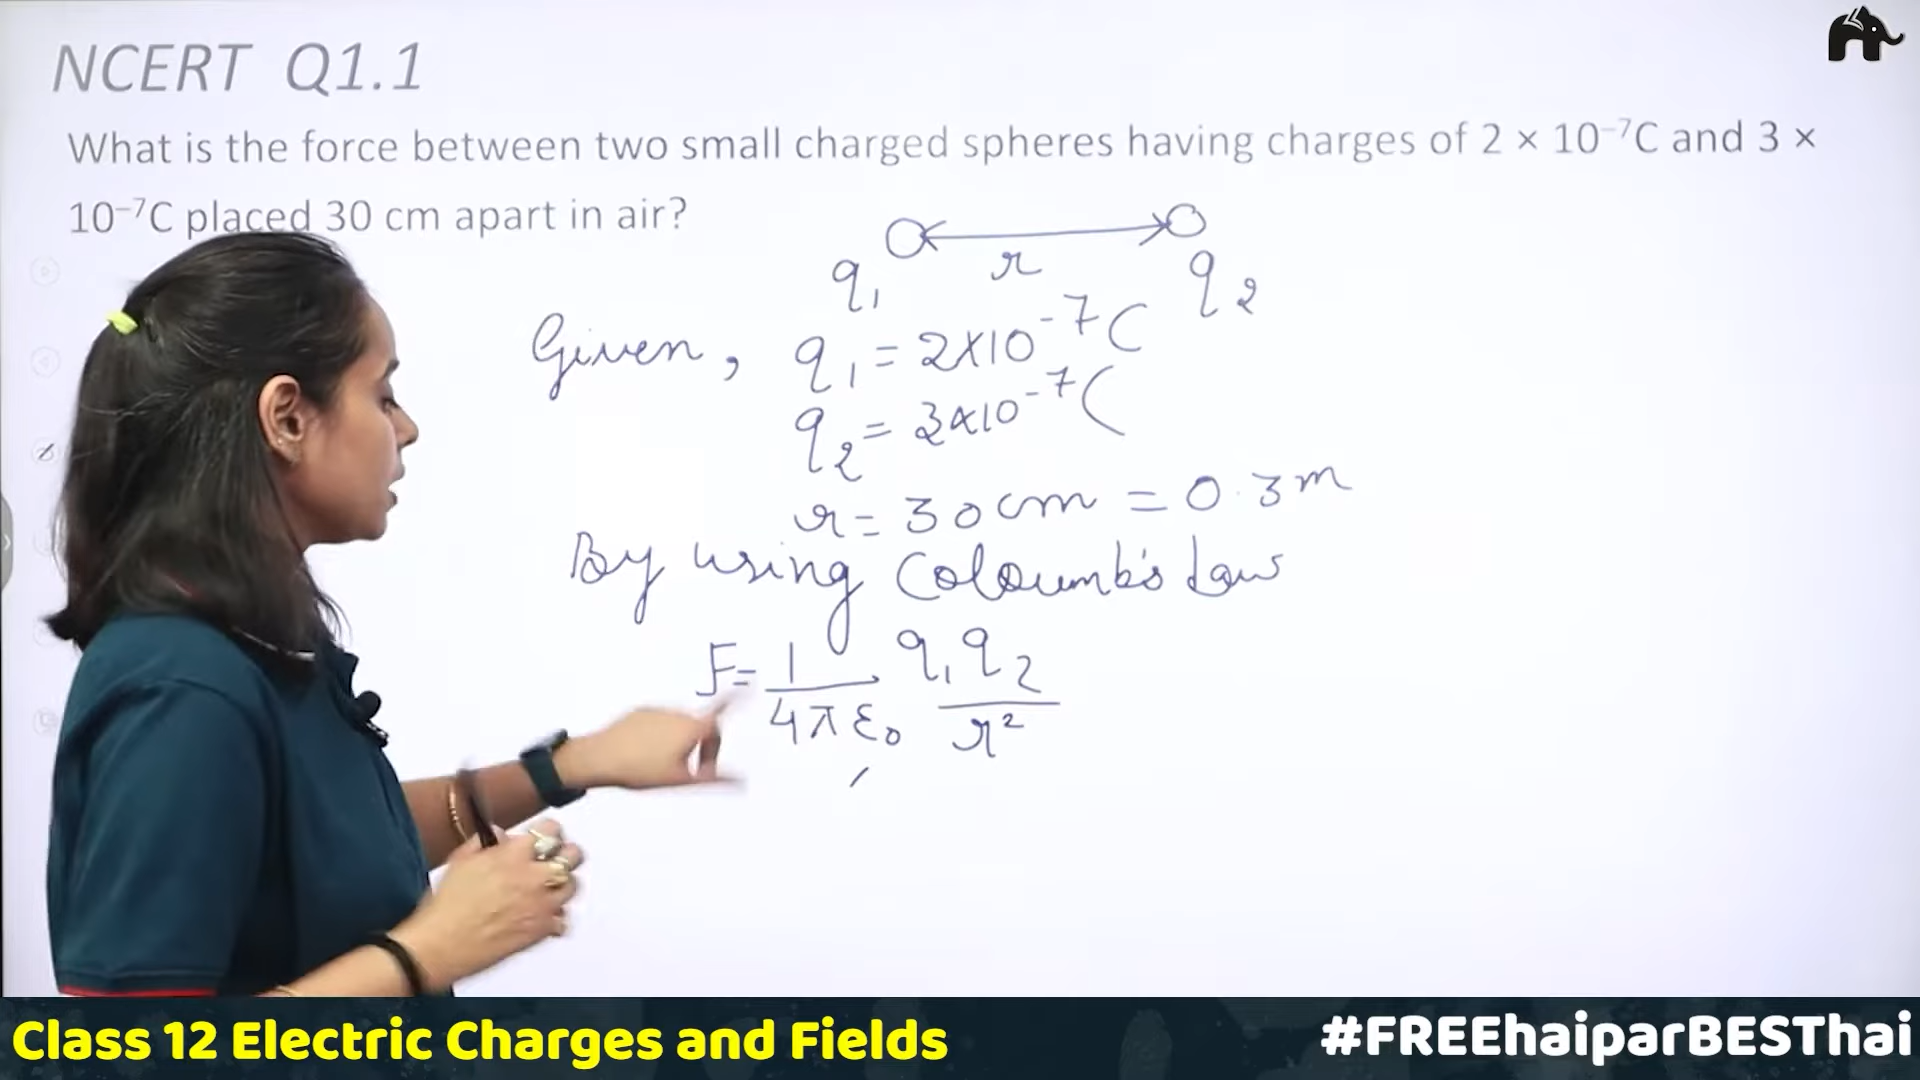 NCERT Q1.1
What is the force between two small charged spheres having charges of 2 × 10⁻⁷C and 3 ×
10⁻⁷C placed 30 cm apart in air?
r
q₁ q₂
Given, q₁ = 2×10⁻⁷C
q₂ = 3×10⁻⁷C
r = 30cm = 0.3m
By using Coloumb's Law
F = 1/4πε₀ q₁q₂/r²
Class 12 Electric Charges and Fields
#FREEhaiparBESThai